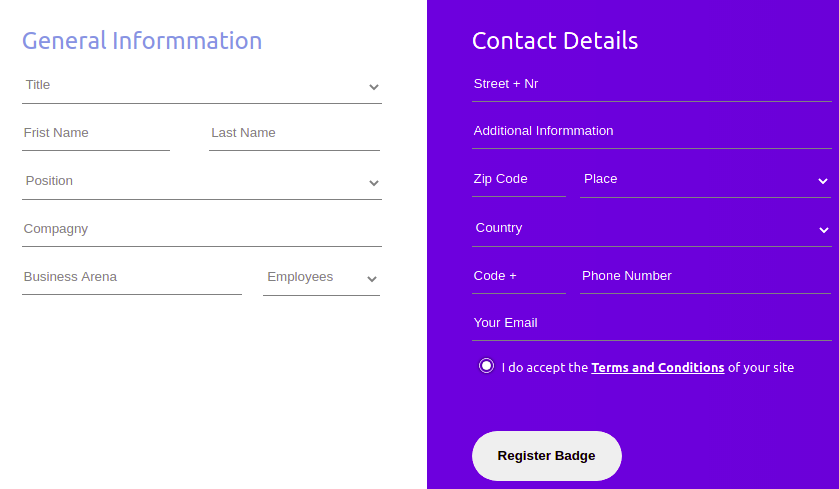 General Informmation
Title
Frist Name Last Name
Position
Compagny
Business Arena Employees
Contact Details
Street + Nr
Additional Informmation
Zip Code Place
Country
Code + Phone Number
Your Email
I do accept the Terms and Conditions of your site
Register Badge